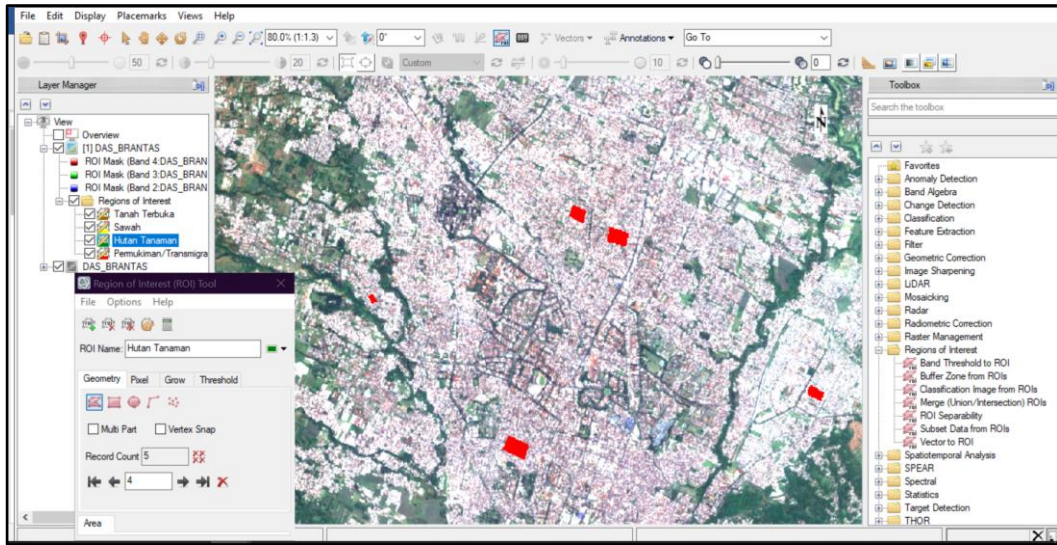 File Edit Display Placemarks Views Help
80.0% (1:1.3) 0° Vectors Annotations Go To
50 20 Custom 10 0
Layer Manager
View
Overview
[1] DAS_BRANTAS
ROI Mask (Band 4:DAS_BRAN
ROI Mask (Band 3:DAS_BRAN
ROI Mask (Band 2:DAS_BRAN
Regions of Interest
Tanah Terbuka
Sawah
Hutan Tanaman
Permukiman/Transmigra
DAS_BRANTAS
Region of Interest (ROI) Tool
File Options Help
ROI Name: Hutan Tanaman
Geometry Pixel Grow Threshold
Multi Part Vertex Snap
Record Count 5
4
Area
N
Toolbox
Search the toolbox
Favorites
Anomaly Detection
Band Algebra
Change Detection
Classification
Feature Extraction
Filter
Geometric Correction
Image Sharpening
LiDAR
Mosaicking
Radar
Radiometric Correction
Raster Management
Regions of Interest
Band Threshold to ROI
Buffer Zone from ROIs
Classification Image from ROIs
Merge (Union/Intersection) ROIs
ROI Separability
Subset Data from ROIs
Vector to ROI
Spatiotemporal Analysis
SPEAR
Spectral
Statistics
Target Detection
THOR